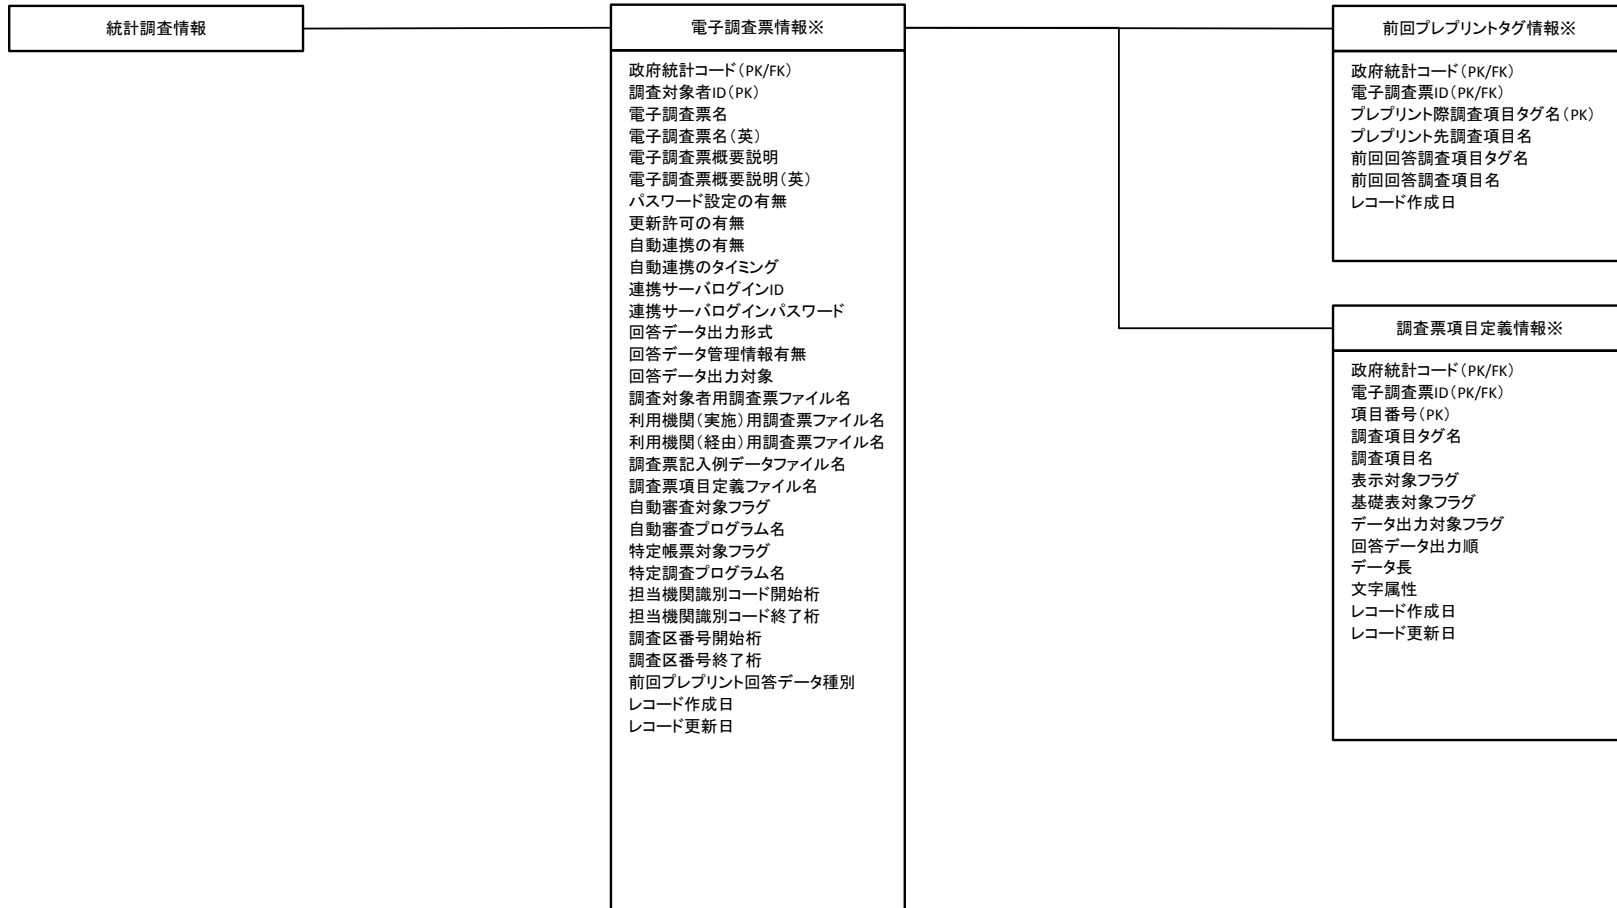 統計調査情報
電子調査票情報※
政府統計コード(PK/FK)
調査対象者ID(PK)
電子調査票名
電子調査票名(英)
電子調査票概要説明
電子調査票概要説明(英)
パスワード設定の有無
更新許可の有無
自動連携の有無
自動連携のタイミング
連携サーバログインID
連携サーバログインパスワード
回答データ出力形式
回答データ管理情報有無
回答データ出力対象
調査対象者用調査票ファイル名
利用機関(実施)用調査票ファイル名
利用機関(経由)用調査票ファイル名
調査票記入例データファイル名
調査票項目定義ファイル名
自動審査対象フラグ
自動審査プログラム名
特定帳票対象フラグ
特定調査プログラム名
担当機関識別コード開始桁
担当機関識別コード終了桁
調査区番号開始桁
調査区番号終了桁
前回プレプリント回答データ種別
レコード作成日
レコード更新日
前回プレプリントタグ情報※
政府統計コード(PK/FK)
電子調査票ID(PK/FK)
プレプリント際調査項目タグ名(PK)
プレプリント先調査項目名
前回回答調査項目タグ名
前回回答調査項目名
レコード作成日
調査票項目定義情報※
政府統計コード(PK/FK)
電子調査票ID(PK/FK)
項目番号(PK)
調査項目タグ名
調査項目名
表示対象フラグ
基礎表対象フラグ
データ出力対象フラグ
回答データ出力順
データ長
文字属性
レコード作成日
レコード更新日